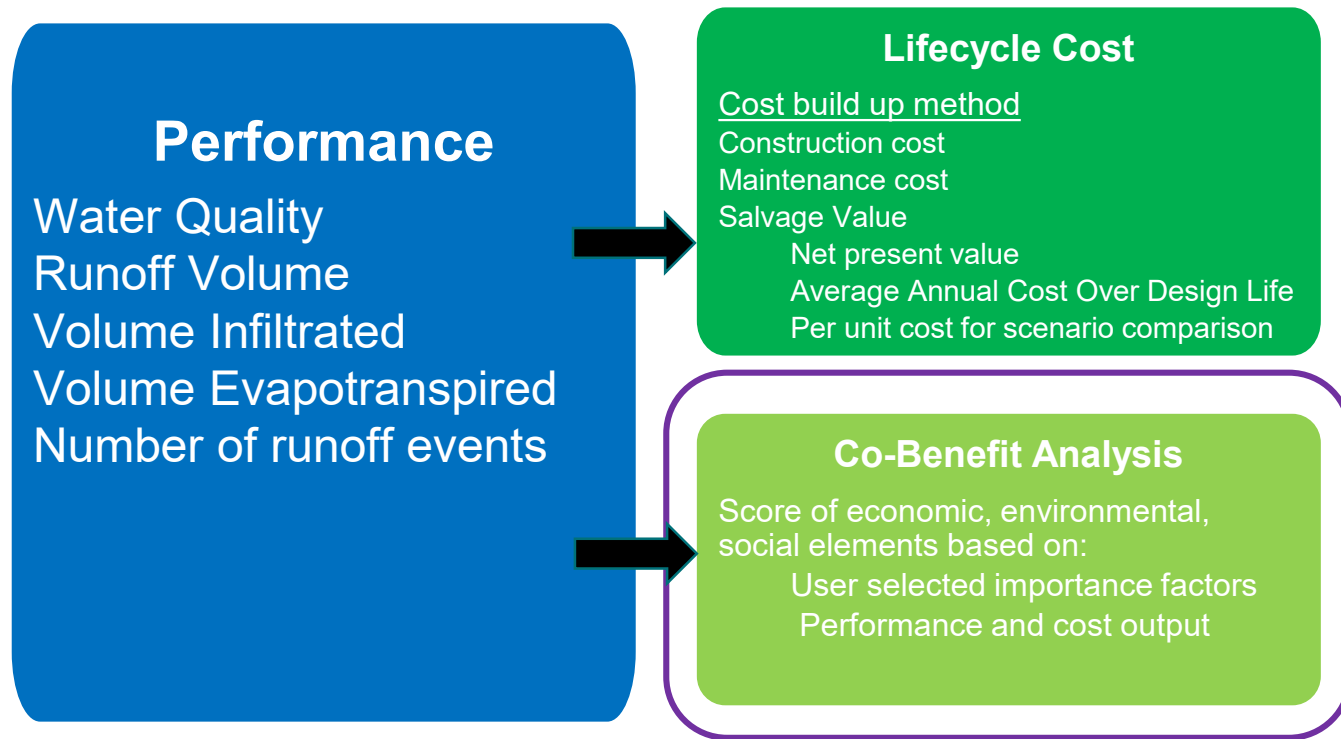 Performance
Water Quality
Runoff Volume
Volume Infiltrated
Volume Evapotranspired
Number of runoff events
Lifecycle Cost
Cost build up method
Construction cost
Maintenance cost
Salvage Value
Net present value
Average Annual Cost Over Design Life
Per unit cost for scenario comparison
Co-Benefit Analysis
Score of economic, environmental,
social elements based on:
User selected importance factors
Performance and cost output